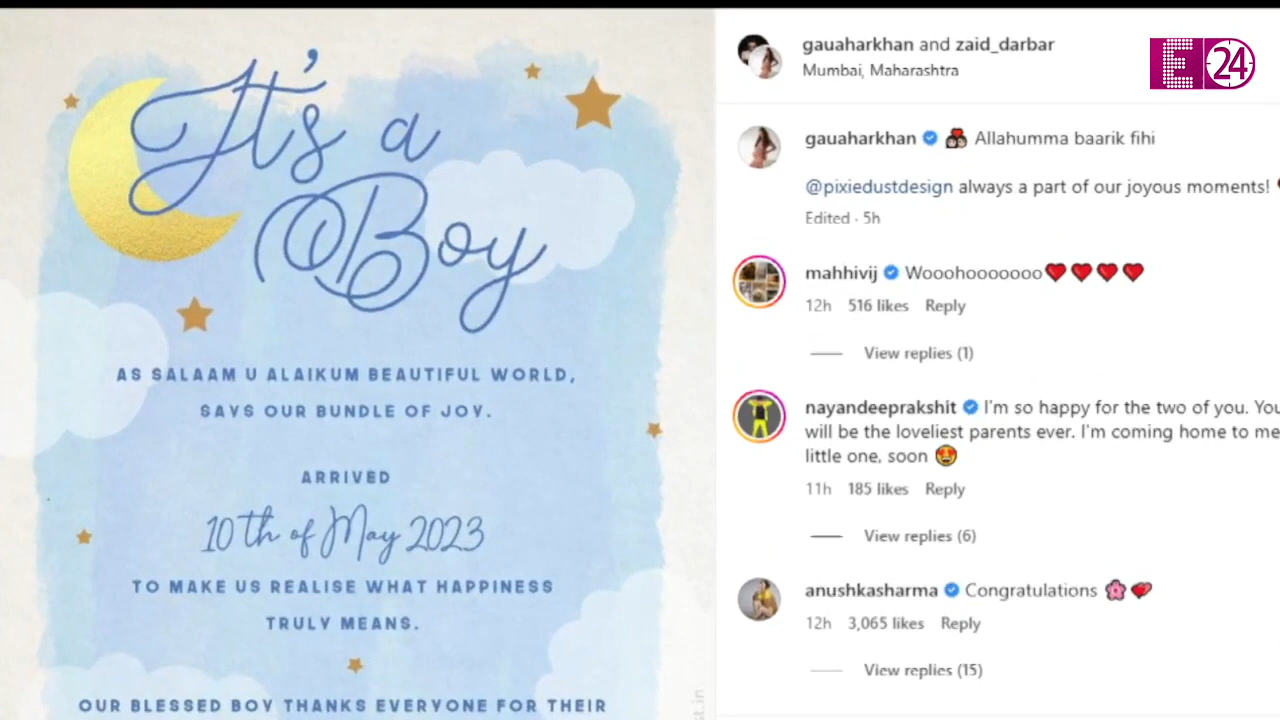 It's a
Boy
AS SALAAM U ALAIKUM BEAUTIFUL WORLD,
SAYS OUR BUNDLE OF JOY.
ARRIVED
10th of May 2023
TO MAKE US REALISE WHAT HAPPINESS
TRULY MEANS.
OUR BLESSED BOY THANKS EVERYONE FOR THEIR
st.in
gauaharkhan and zaid_darbar
Mumbai, Maharashtra
E 24
gauaharkhan Allahumma baarik fihi
@pixiedustdesign always a part of our joyous moments!
Edited · 5h
mahhivij Wooohooooooo
12h 516 likes Reply
View replies (1)
nayandeeprakshit I'm so happy for the two of you. You
will be the loveliest parents ever. I'm coming home to me
little one, soon
11h 185 likes Reply
View replies (6)
anushkasharma Congratulations
12h 3,065 likes Reply
View replies (15)